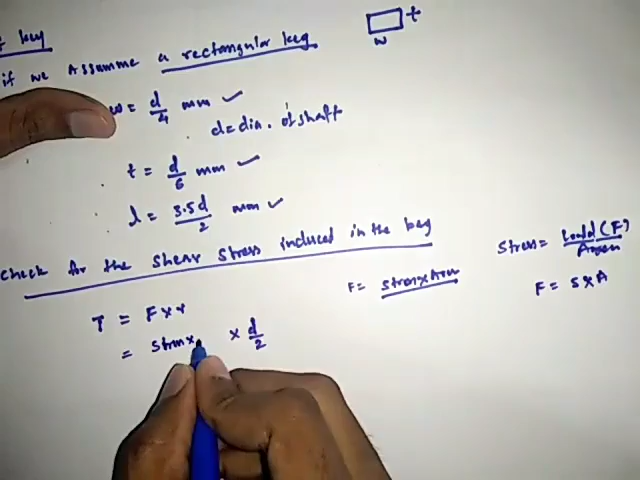 key
if we Assumme a rectangular key
t
w
w = d/4 mm ✓
d = dia. of shaft
t = d/6 mm ✓
l = 3.5d/2 mm ✓
check for the shear stress induced in the key
Stress = Load (F)/Area
F = stress x Area
F = S x A
T = F x r
= stress x x d/2